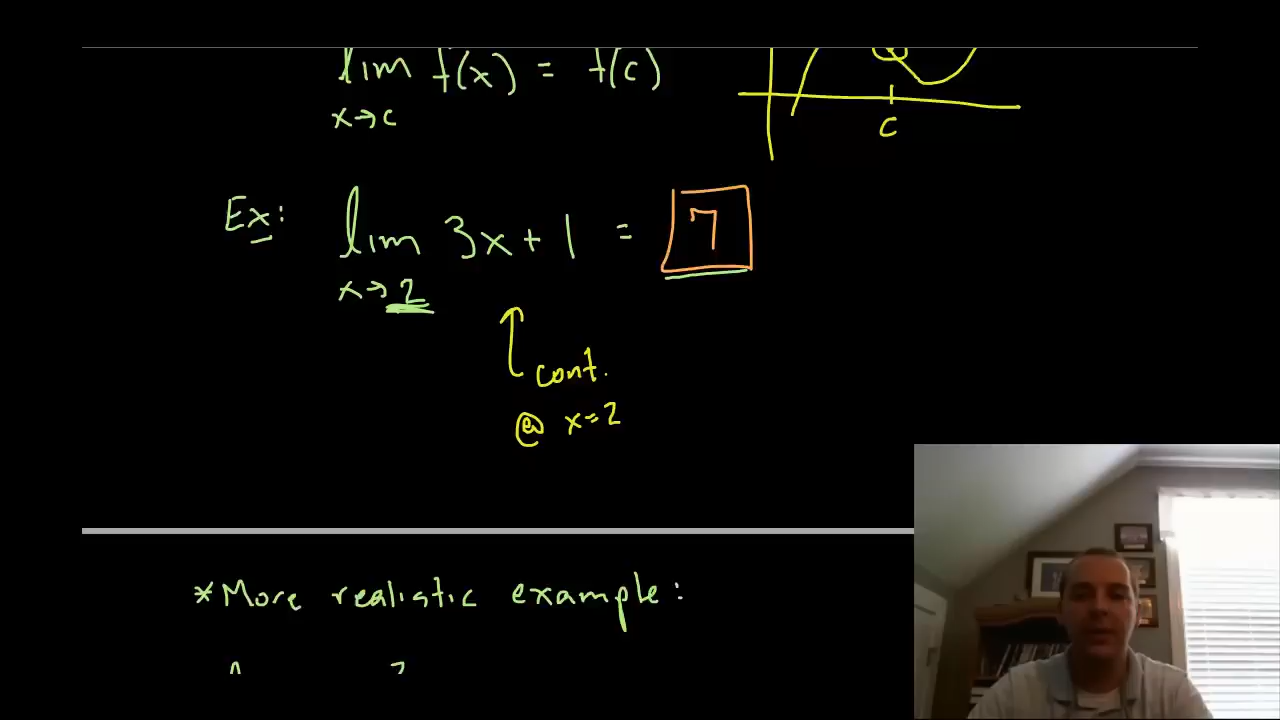 lim f(x) = f(c)
x→c
c
Ex: lim 3x+1 = 7
x→2
cont.
@ x=2
*More realistic example: